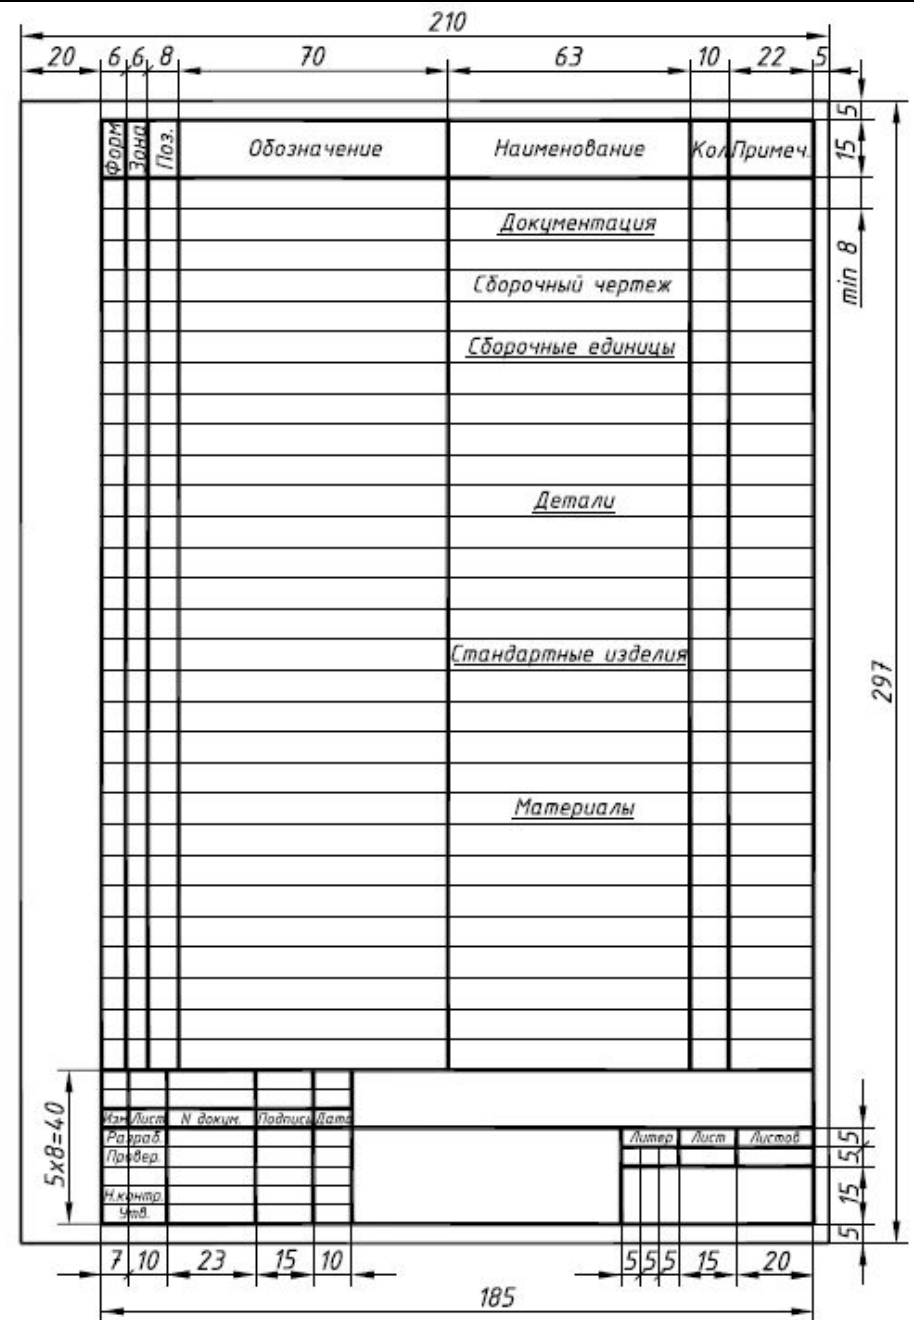 210
20 6 6 8 70 63 10 22 5
5
Форм Зона Поз. Обозначение Наименование Кол Примеч. 15
Документация
min 8
Сборочный чертеж
Сборочные единицы
Детали
Стандартные изделия
297
Материалы
5x8=40
Изм Лист N докум. Подпись Дата
Разраб. Литер Лист Листов 5
Провер. 5
Н.контр. 15
Утв.
5
7 10 23 15 10 5 5 5 15 20
185